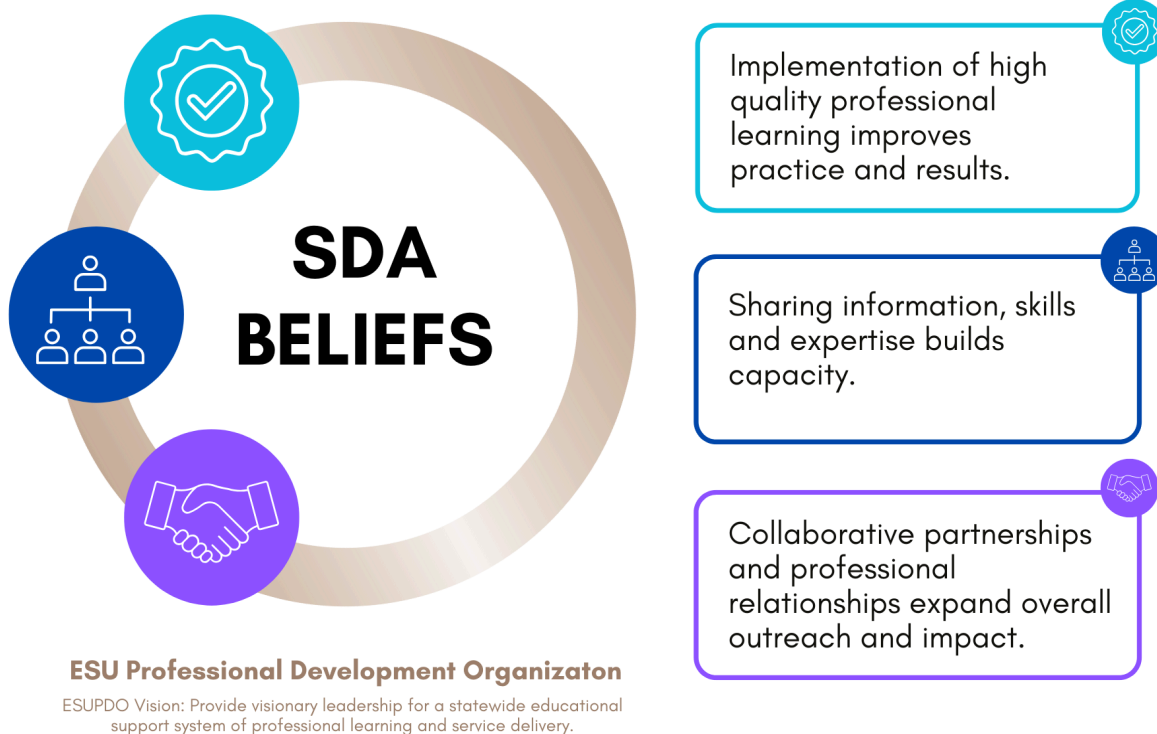 SDA
BELIEFS
ESU Professional Development Organizaton
ESUPDO Vision: Provide visionary leadership for a statewide educational
support system of professional learning and service delivery.
Implementation of high
quality professional
learning improves
practice and results.
Sharing information, skills
and expertise builds
capacity.
Collaborative partnerships
and professional
relationships expand overall
outreach and impact.